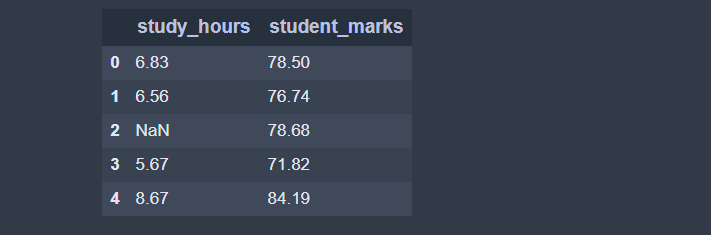 study_hours student_marks
0 6.83 78.50
1 6.56 76.74
2 NaN 78.68
3 5.67 71.82
4 8.67 84.19